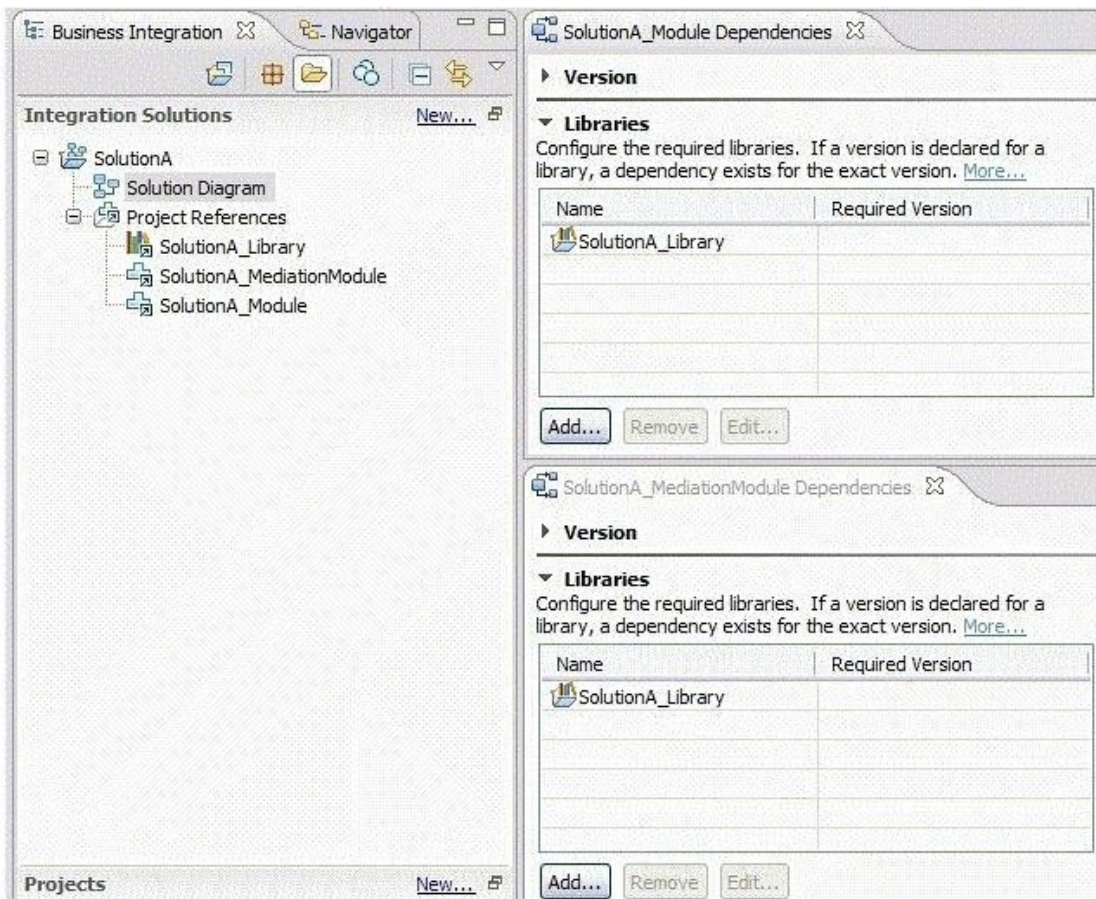 Business Integration
Navigator
Integration Solutions
New...
SolutionA
Solution Diagram
Project References
SolutionA_Library
SolutionA_MediationModule
SolutionA_Module
Projects
New...
SolutionA_Module Dependencies
Version
Libraries
Configure the required libraries. If a version is declared for a
library, a dependency exists for the exact version. More...
Name Required Version
SolutionA_Library
Add... Remove Edit...
SolutionA_MediationModule Dependencies
Version
Libraries
Configure the required libraries. If a version is declared for a
library, a dependency exists for the exact version. More...
Name Required Version
SolutionA_Library
Add... Remove Edit...